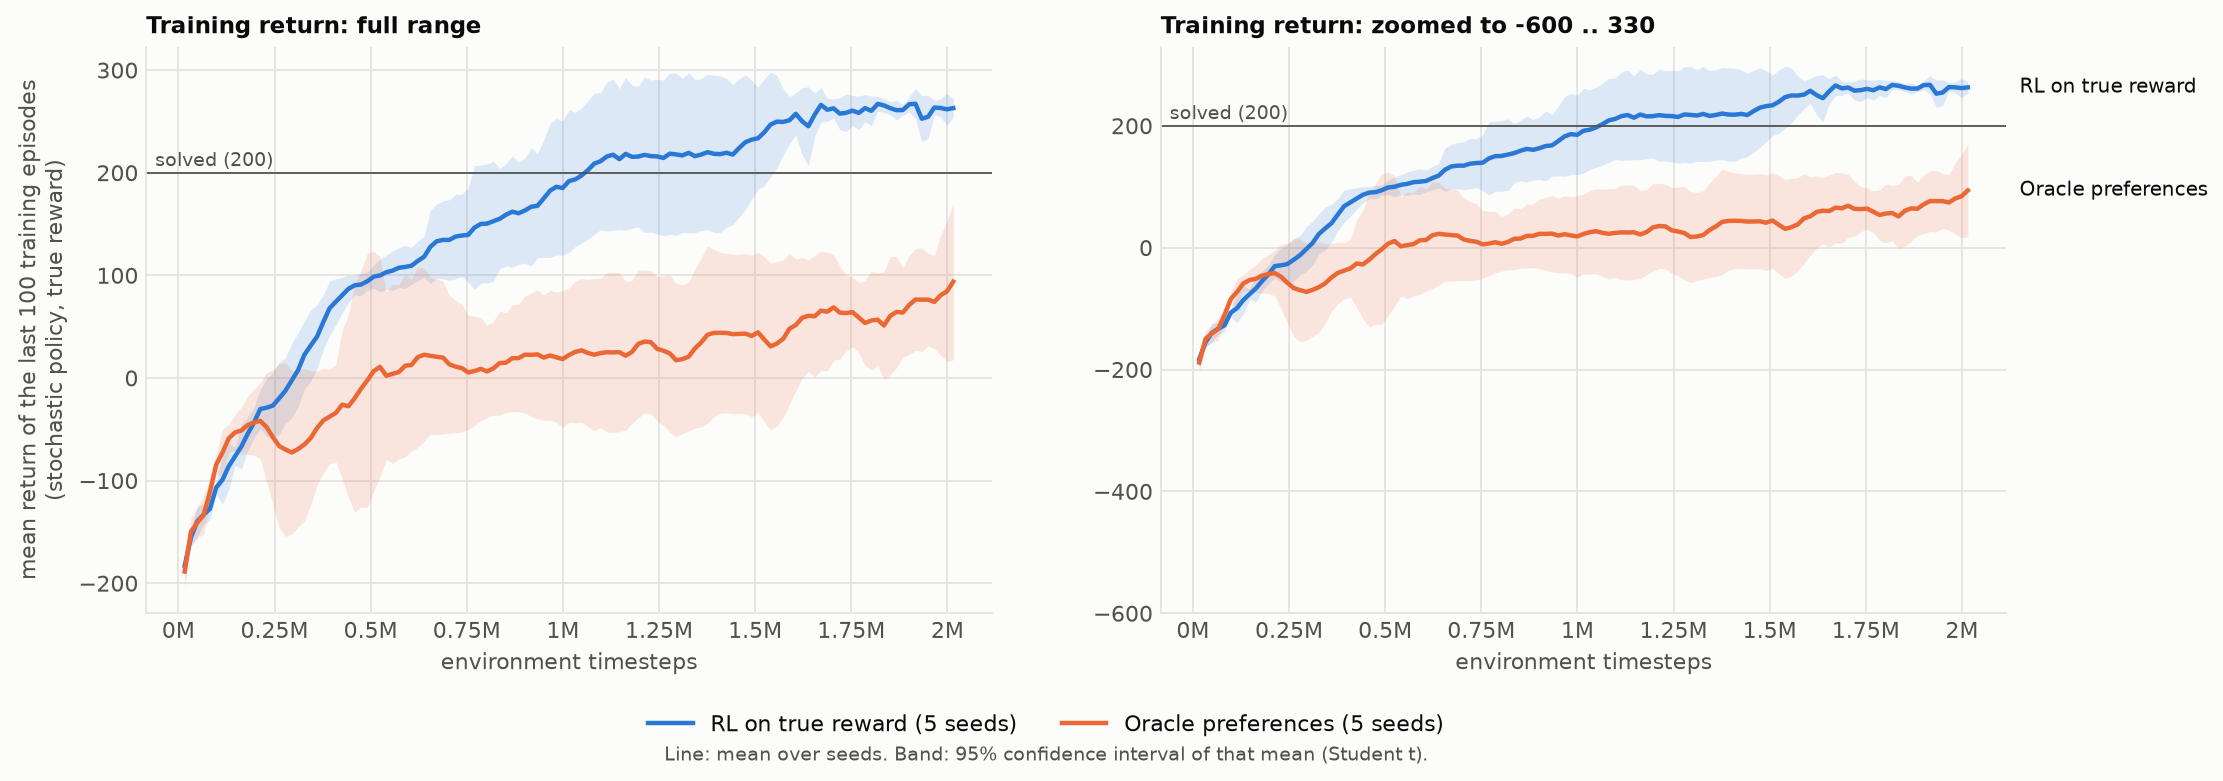 Training return: full range
mean return of the last 100 training episodes
(stochastic policy, true reward)
300
200
100
0
−100
−200
solved (200)
0M
0.25M
0.5M
0.75M
1M
1.25M
1.5M
1.75M
2M
environment timesteps
Training return: zoomed to -600 .. 330
200
0
−200
−400
−600
solved (200)
0M
0.25M
0.5M
0.75M
1M
1.25M
1.5M
1.75M
2M
environment timesteps
RL on true reward
Oracle preferences
RL on true reward (5 seeds)
Oracle preferences (5 seeds)
Line: mean over seeds. Band: 95% confidence interval of that mean (Student t).